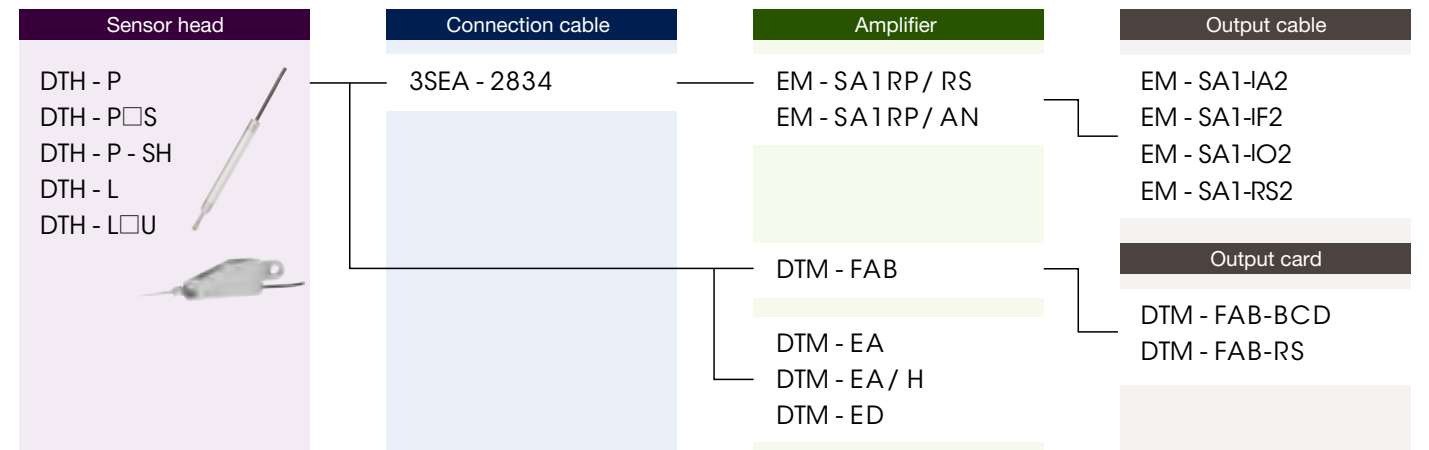 Sensor head
DTH - P
DTH - P□S
DTH - P - SH
DTH - L
DTH - L□U
Connection cable
3SEA - 2834
Amplifier
EM - SA1RP / RS
EM - SA1RP / AN
DTM - FAB
DTM - EA
DTM - EA / H
DTM - ED
Output cable
EM - SA1-IA2
EM - SA1-IF2
EM - SA1-IO2
EM - SA1-RS2
Output card
DTM - FAB-BCD
DTM - FAB-RS